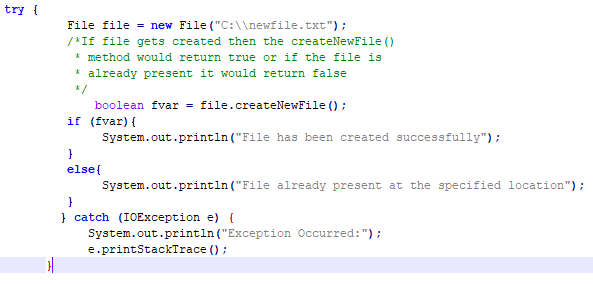 try {
File file = new File("C:\\newfile.txt");
/*If file gets created then the createNewFile()
* method would return true or if the file is
* already present it would return false
*/
boolean fvar = file.createNewFile();
if (fvar){
System.out.println("File has been created successfully");
}
else{
System.out.println("File already present at the specified location");
}
} catch (IOException e) {
System.out.println("Exception Occurred:");
e.printStackTrace();
}